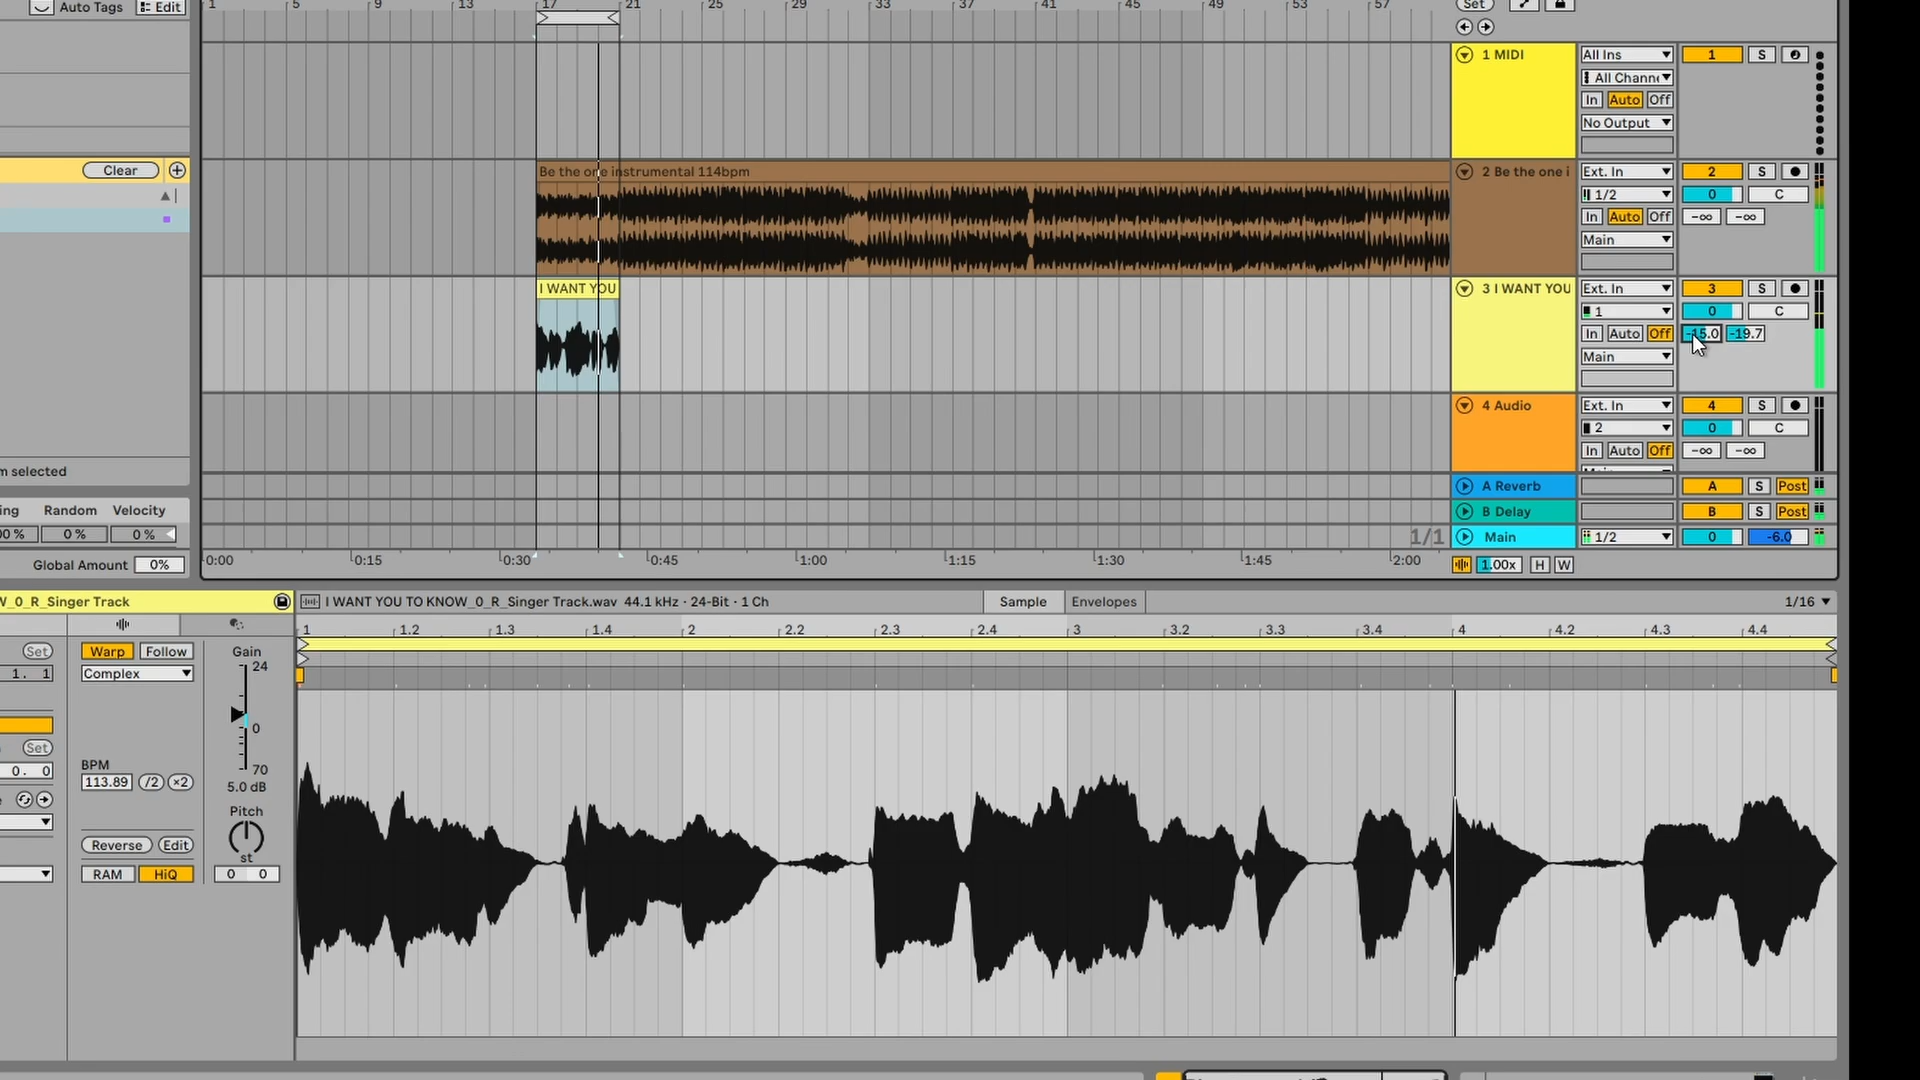 Auto Tags Edit
1 5 9 13 17 21 25 29 33 37 41 45 49 53 57
Set
1 MIDI All Ins 1 S
All Channe
In Auto Off
No Output
Clear
Be the one instrumental 114bpm
2 Be the one i Ext. In 2 S
1/2 0 C
In Auto Off -∞ -∞
Main
I WANT YOU
3 I WANT YOU Ext. In 3 S
1 0 C
In Auto Off -15.0 -19.7
Main
4 Audio Ext. In 4 S
2 0 C
In Auto Off -∞ -∞
m selected
A Reverb A S Post
ing Random Velocity
B Delay B S Post
00 % 0 % 0 %
1/1 Main 1/2 0 -6.0
Global Amount 0%
0:00 0:15 0:30 0:45 1:00 1:15 1:30 1:45 2:00
1.00x H W
W_0_R_Singer Track
I WANT YOU TO KNOW_0_R_Singer Track.wav 44.1 kHz · 24-Bit · 1 Ch
Sample Envelopes
1/16
1 1.2 1.3 1.4 2 2.2 2.3 2.4 3 3.2 3.3 3.4 4 4.2 4.3 4.4
Set
Warp Follow
Gain
24
1. 1
Complex
0
Set
BPM
0. 0
70
113.89 /2 ×2
5.0 dB
Pitch
Reverse Edit
st
RAM HiQ
0 0